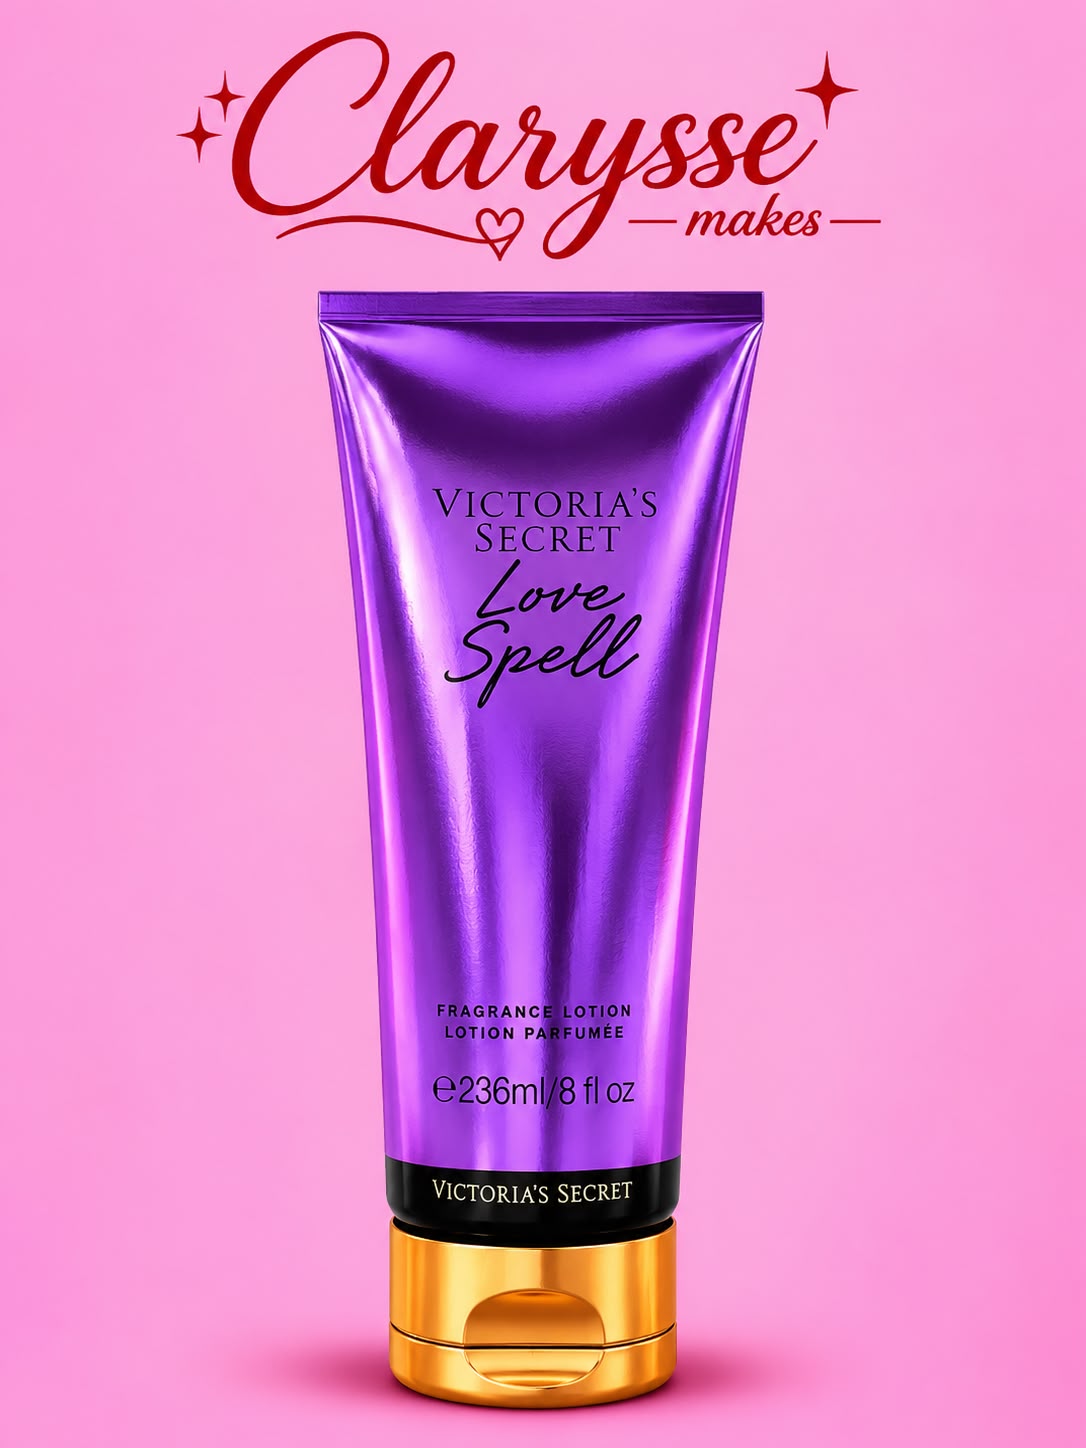 Clarysse
makes
VICTORIA'S
SECRET
Love
Spell
FRAGRANCE LOTION
LOTION PARFUMÉE
℮236ml/8 fl oz
VICTORIA'S SECRET